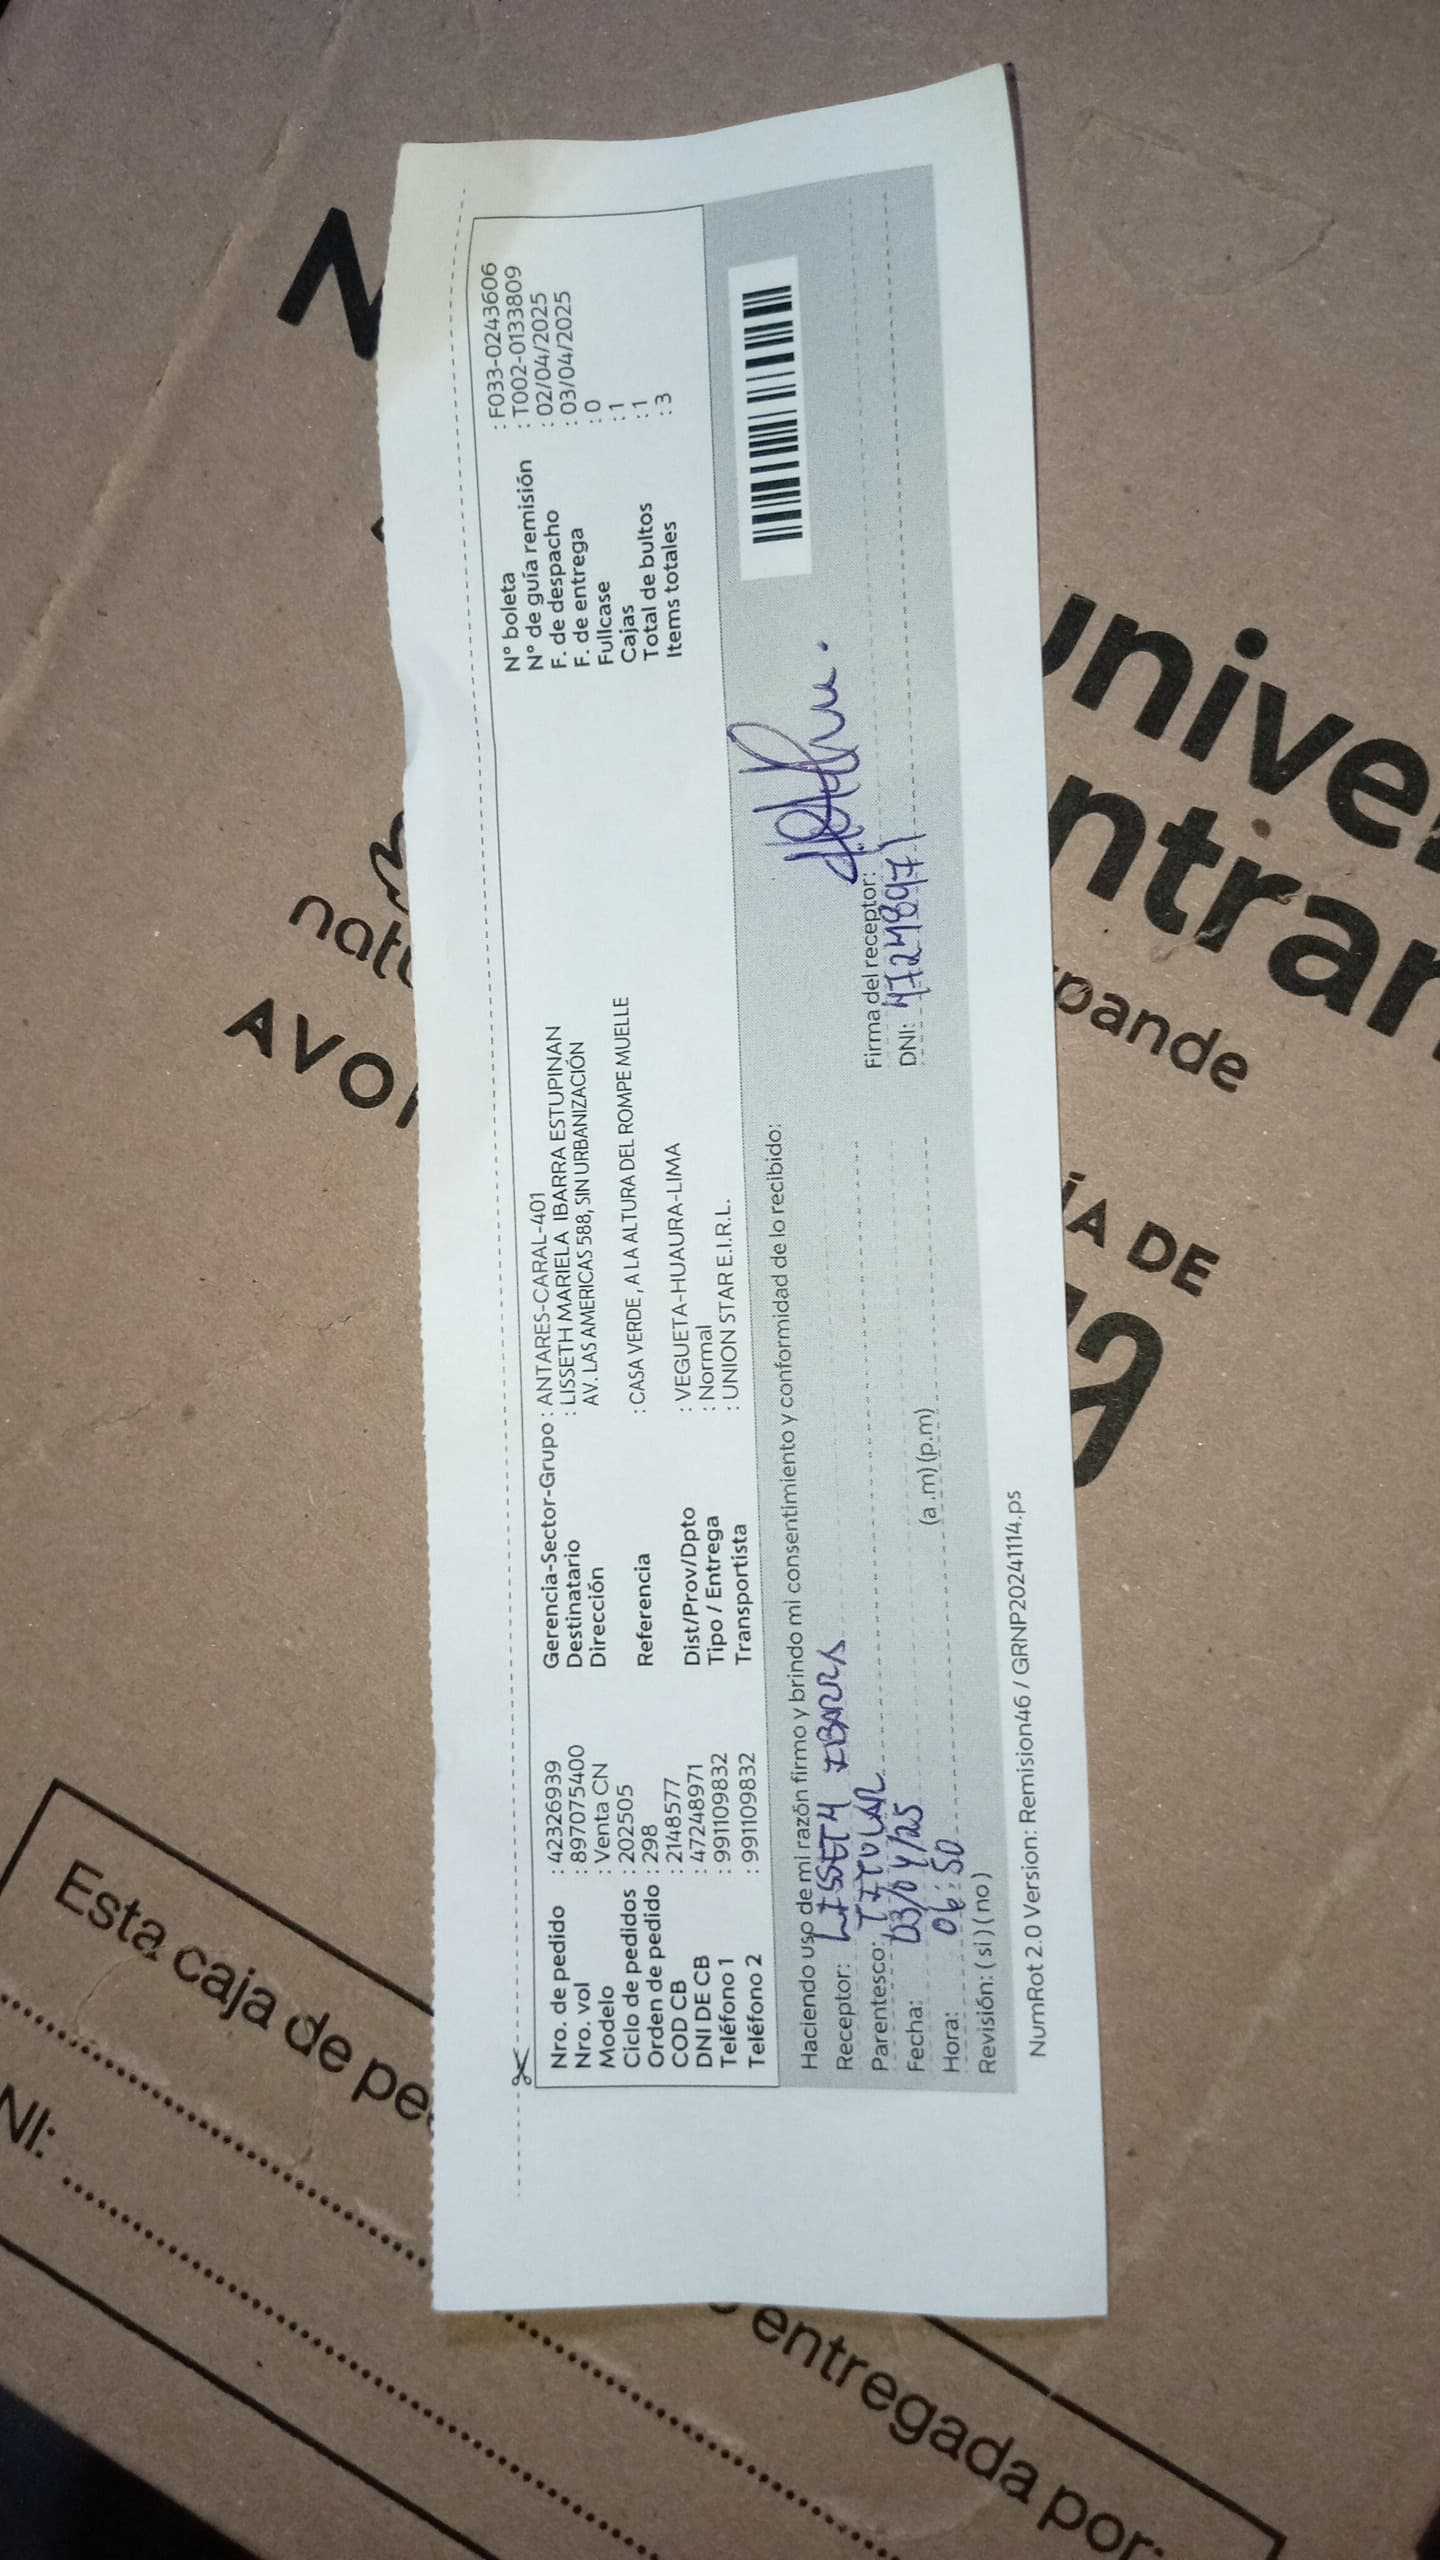 Nro. de pedido : 42326939
Nro. vol : 897075400
Modelo : Venta CN
Ciclo de pedidos : 202505
Orden de pedido : 298
COD CB : 2148577
DNI DE CB : 47248971
Teléfono 1 : 991109832
Teléfono 2 : 991109832
Gerencia-Sector-Grupo : ANTARES-CARAL-401
Destinatario : LISSETH MARIELA IBARRA ESTUPINAN
Dirección AV. LAS AMERICAS 588, SIN URBANIZACIÓN
Referencia : CASA VERDE , A LA ALTURA DEL ROMPE MUELLE
Dist/Prov/Dpto : VEGUETA-HUAURA-LIMA
Tipo / Entrega : Normal
Transportista : UNION STAR E.I.R.L.
N° boleta : F033-0243606
N° de guía remisión : T002-0133809
F. de despacho : 02/04/2025
F. de entrega : 03/04/2025
Fullcase : 0
Cajas : 1
Total de bultos : 1
Items totales : 3
Haciendo uso de mi razón firmo y brindo mi consentimiento y conformidad de lo recibido:
Receptor: LISSETH IBARRA
Parentesco: TITULAR
Fecha: 03/04/25
Hora: 06:50 (a .m) (p.m)
Revisión: ( si ) ( no )
Firma del receptor:
DNI: 47248971
NumRot 2.0 Version: Remision46 / GRNP20241114.ps
natu
AVO
unive
ntrar
pande
ÍA DE
Esta caja de pe
entregada por:
NI: